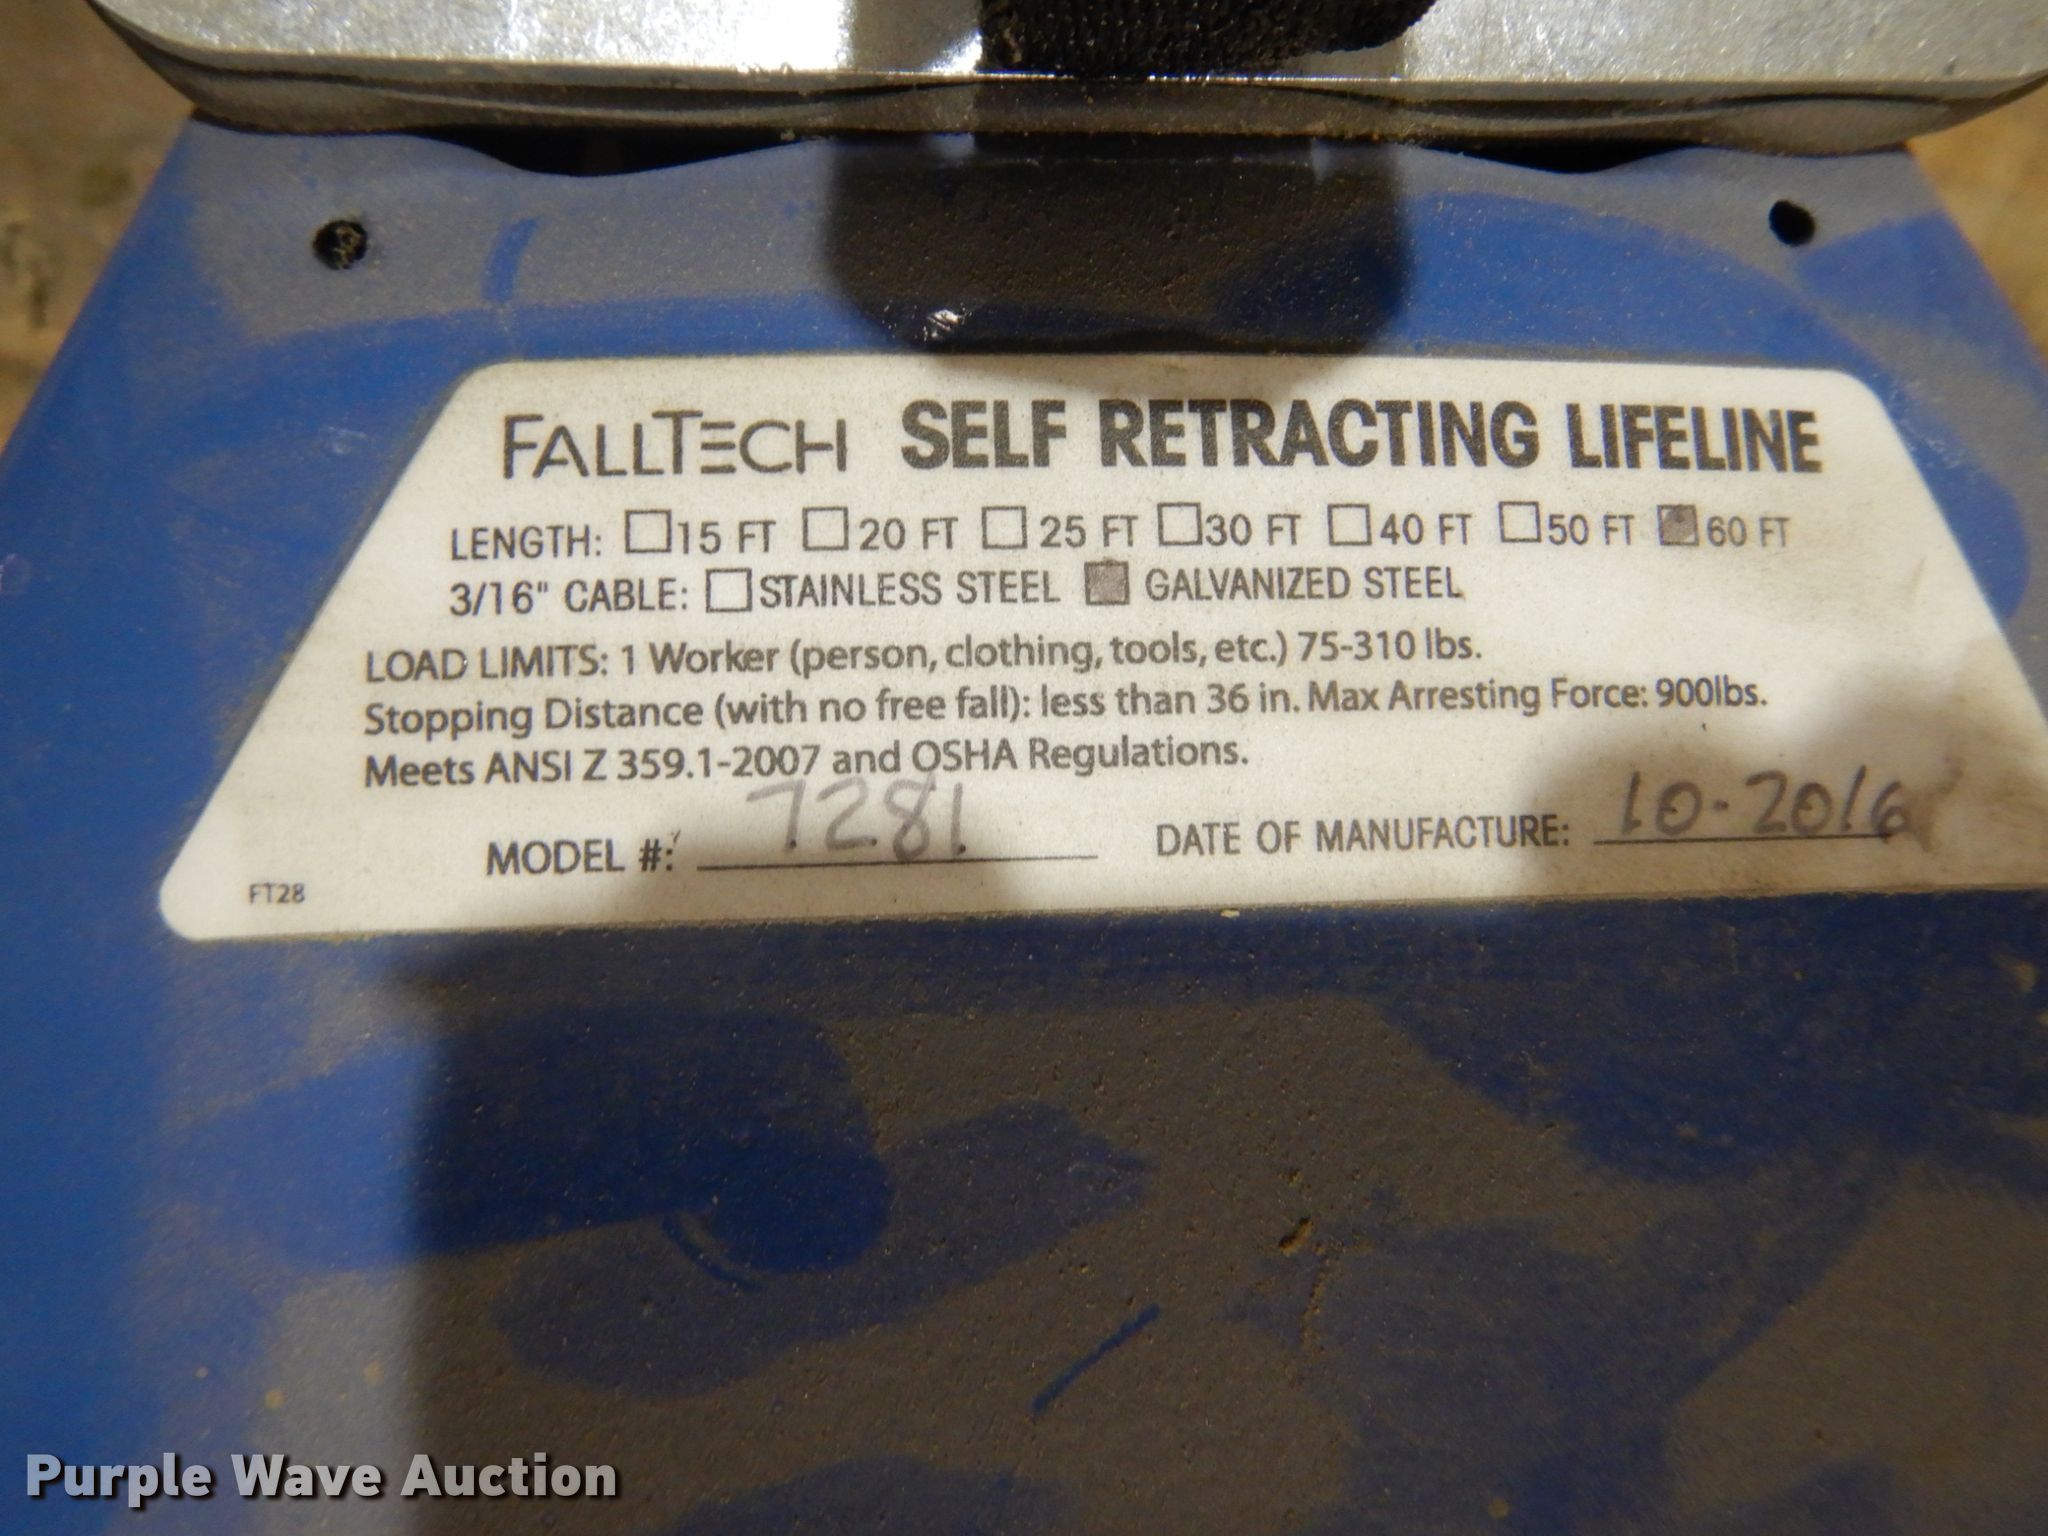 FALLTECH SELF RETRACTING LIFELINE
LENGTH: 15 FT 20 FT 25 FT 30 FT 40 FT 50 FT 60 FT
3/16" CABLE: STAINLESS STEEL GALVANIZED STEEL
LOAD LIMITS: 1 Worker (person, clothing, tools, etc.) 75-310 lbs.
Stopping Distance (with no free fall): less than 36 in. Max Arresting Force: 900lbs.
Meets ANSI Z 359.1-2007 and OSHA Regulations.
MODEL #: 7281 DATE OF MANUFACTURE: 10-2016
FT28
Purple Wave Auction